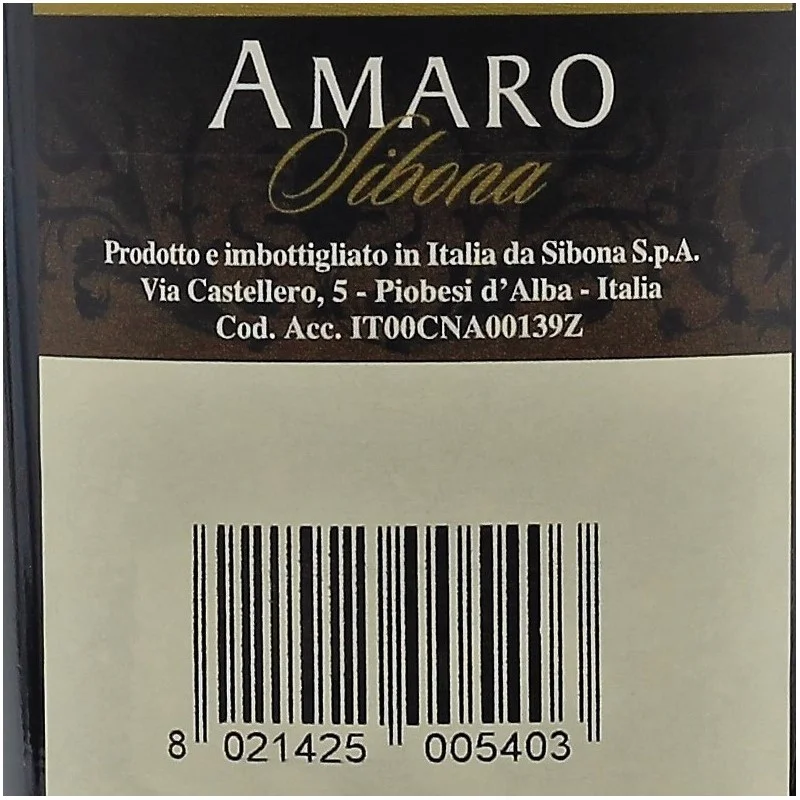 AMARO
Sibona
Prodotto e imbottigliato in Italia da Sibona S.p.A.
Via Castellero, 5 - Piobesi d'Alba - Italia
Cod. Acc. IT00CNA00139Z
8 021425 005403